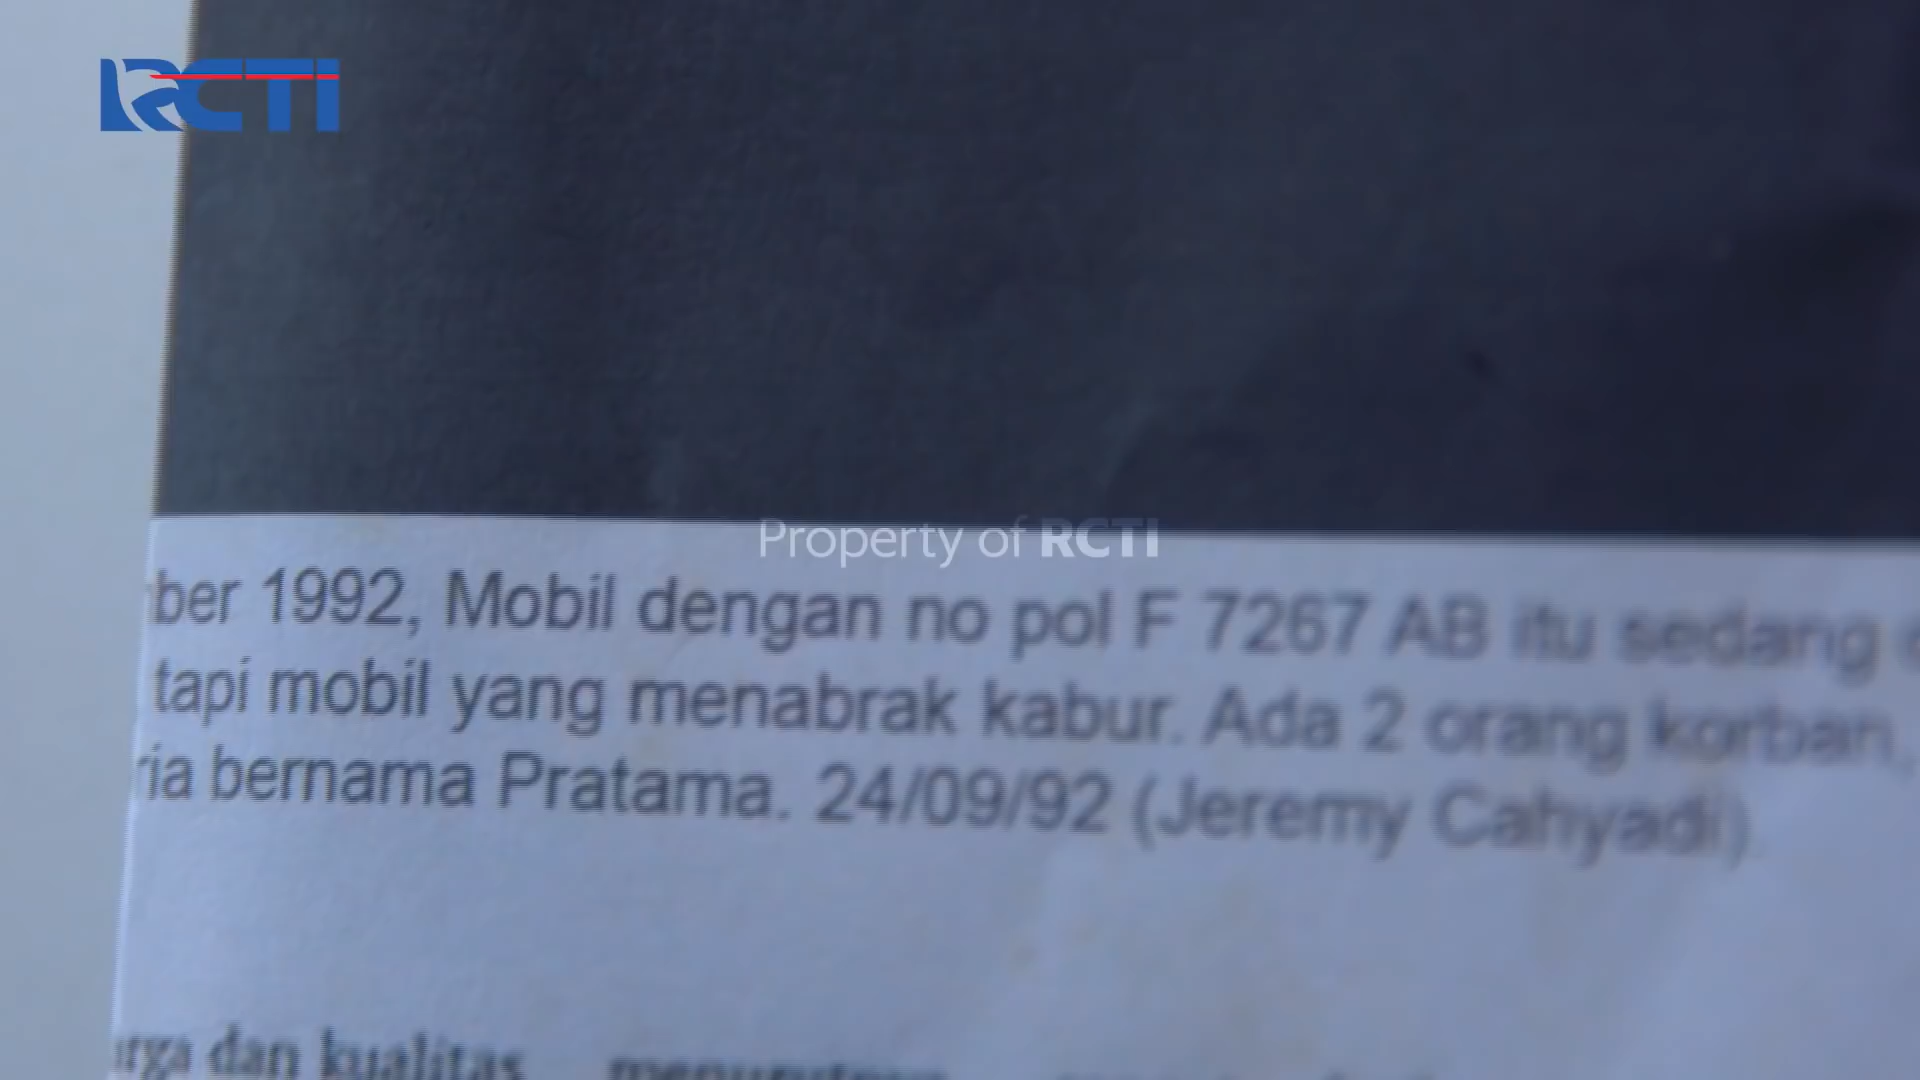 RCTI
Property of RCTI
ber 1992, Mobil dengan no pol F 7267 AB itu sedang
tapi mobil yang menabrak kabur. Ada 2 orang korban,
ria bernama Pratama. 24/09/92 (Jeremy Cahyadi)
arga dan kualitas